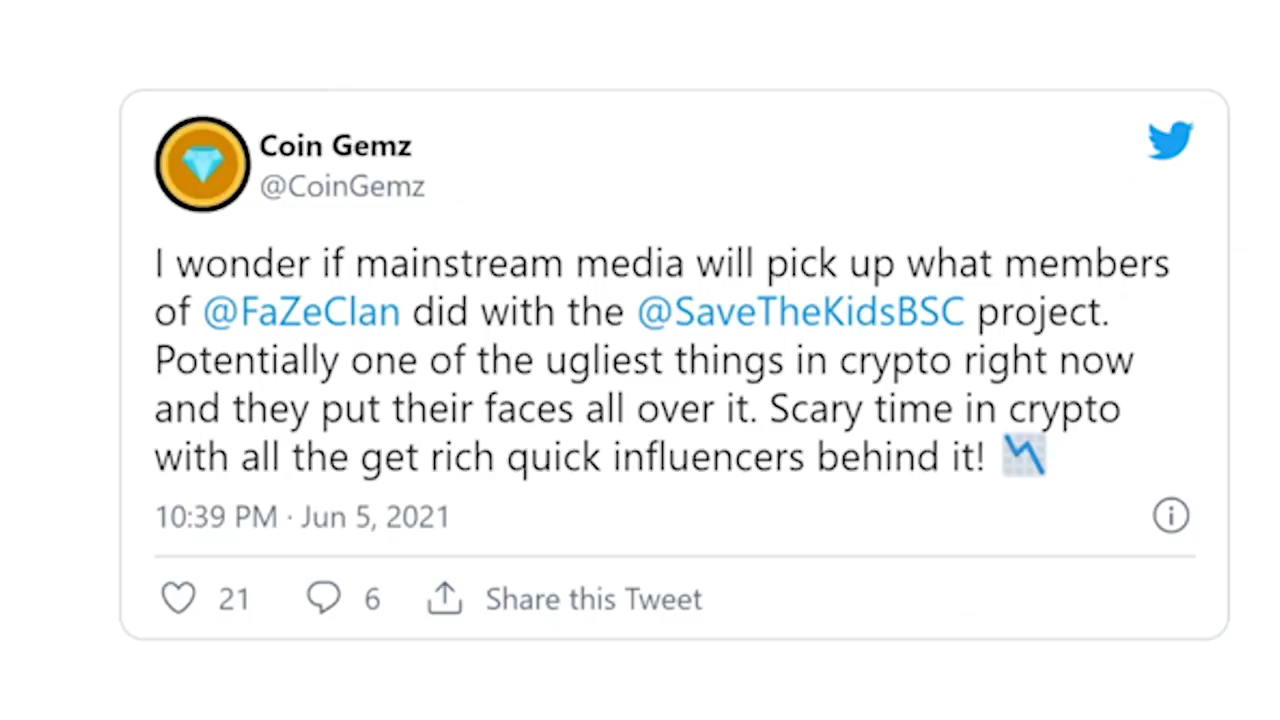 Coin Gemz
@CoinGemz
I wonder if mainstream media will pick up what members
of @FaZeClan did with the @SaveTheKidsBSC project.
Potentially one of the ugliest things in crypto right now
and they put their faces all over it. Scary time in crypto
with all the get rich quick influencers behind it! 📉
10:39 PM · Jun 5, 2021
21 6 Share this Tweet